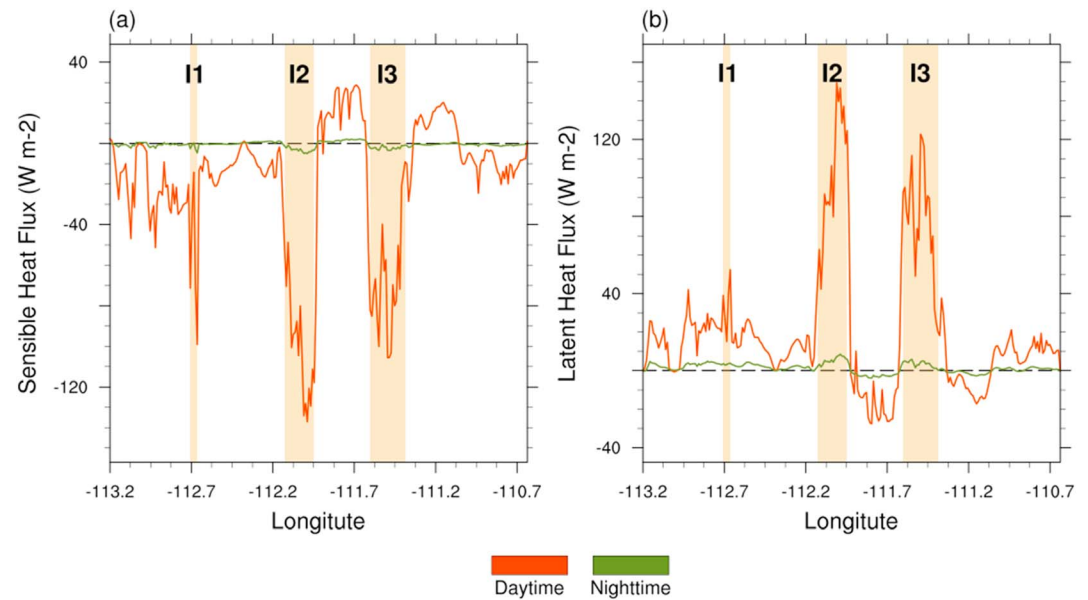 (a)
(b)
I1
I2
I3
I1
I2
I3
40
-40
-120
120
40
-40
Sensible Heat Flux (W m-2)
Latent Heat Flux (W m-2)
-113.2 -112.7 -112.2 -111.7 -111.2 -110.7
-113.2 -112.7 -112.2 -111.7 -111.2 -110.7
Longitute
Longitute
Daytime
Nighttime